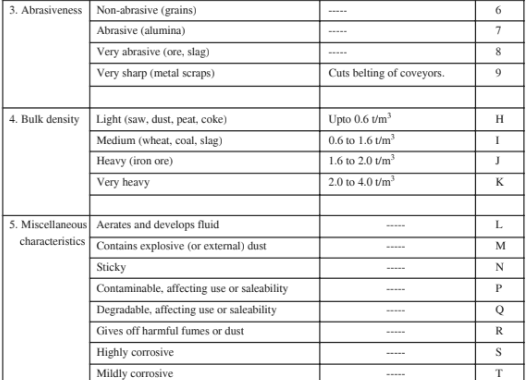 3. Abrasiveness Non-abrasive (grains) ----- 6
Abrasive (alumina) ----- 7
Very abrasive (ore, slag) ----- 8
Very sharp (metal scraps) Cuts belting of coveyors. 9
4. Bulk density Light (saw, dust, peat, coke) Upto 0.6 t/m³ H
Medium (wheat, coal, slag) 0.6 to 1.6 t/m³ I
Heavy (iron ore) 1.6 to 2.0 t/m³ J
Very heavy 2.0 to 4.0 t/m³ K
5. Miscellaneous Aerates and develops fluid ----- L
characteristics Contains explosive (or external) dust ----- M
Sticky ----- N
Contaminable, affecting use or saleability ----- P
Degradable, affecting use or saleability ----- Q
Gives off harmful fumes or dust ----- R
Highly corrosive ----- S
Mildly corrosive ----- T